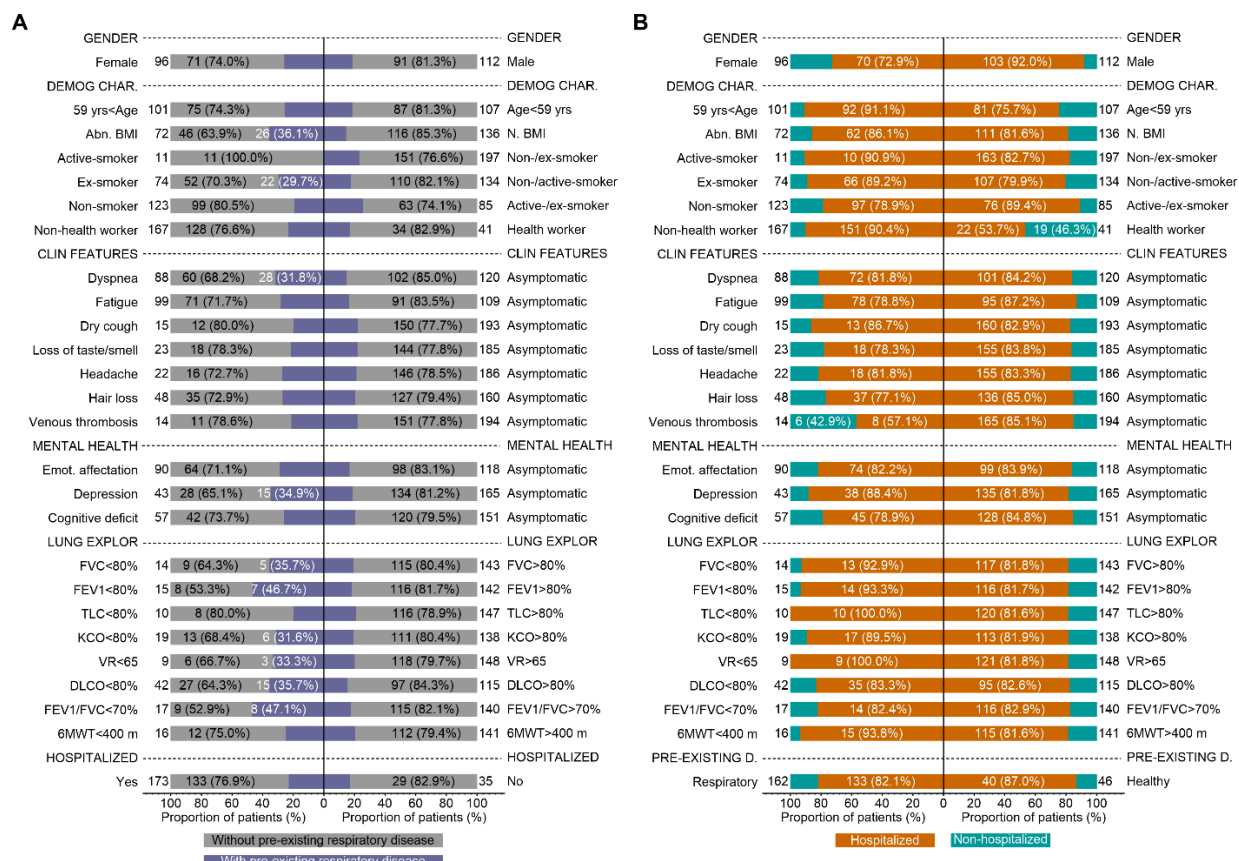 A
GENDER GENDER
Female 96 71 (74.0%) 91 (81.3%) 112 Male
DEMOG CHAR. DEMOG CHAR.
59 yrs<Age 101 75 (74.3%) 87 (81.3%) 107 Age<59 yrs
Abn. BMI 72 46 (63.9%) 26 (36.1%) 116 (85.3%) 136 N. BMI
Active-smoker 11 11 (100.0%) 151 (76.6%) 197 Non-/ex-smoker
Ex-smoker 74 52 (70.3%) 22 (29.7%) 110 (82.1%) 134 Non-/active-smoker
Non-smoker 123 99 (80.5%) 63 (74.1%) 85 Active-/ex-smoker
Non-health worker 167 128 (76.6%) 34 (82.9%) 41 Health worker
CLIN FEATURES CLIN FEATURES
Dyspnea 88 60 (68.2%) 28 (31.8%) 102 (85.0%) 120 Asymptomatic
Fatigue 99 71 (71.7%) 91 (83.5%) 109 Asymptomatic
Dry cough 15 12 (80.0%) 150 (77.7%) 193 Asymptomatic
Loss of taste/smell 23 18 (78.3%) 144 (77.8%) 185 Asymptomatic
Headache 22 16 (72.7%) 146 (78.5%) 186 Asymptomatic
Hair loss 48 35 (72.9%) 127 (79.4%) 160 Asymptomatic
Venous thrombosis 14 11 (78.6%) 151 (77.8%) 194 Asymptomatic
MENTAL HEALTH MENTAL HEALTH
Emot. affectation 90 64 (71.1%) 98 (83.1%) 118 Asymptomatic
Depression 43 28 (65.1%) 15 (34.9%) 134 (81.2%) 165 Asymptomatic
Cognitive deficit 57 42 (73.7%) 120 (79.5%) 151 Asymptomatic
LUNG EXPLOR LUNG EXPLOR
FVC<80% 14 9 (64.3%) 5 (35.7%) 115 (80.4%) 143 FVC>80%
FEV1<80% 15 8 (53.3%) 7 (46.7%) 116 (81.7%) 142 FEV1>80%
TLC<80% 10 8 (80.0%) 116 (78.9%) 147 TLC>80%
KCO<80% 19 13 (68.4%) 6 (31.6%) 111 (80.4%) 138 KCO>80%
VR<65 9 6 (66.7%) 3 (33.3%) 118 (79.7%) 148 VR>65
DLCO<80% 42 27 (64.3%) 15 (35.7%) 97 (84.3%) 115 DLCO>80%
FEV1/FVC<70% 17 9 (52.9%) 8 (47.1%) 115 (82.1%) 140 FEV1/FVC>70%
6MWT<400 m 16 12 (75.0%) 112 (79.4%) 141 6MWT>400 m
HOSPITALIZED HOSPITALIZED
Yes 173 133 (76.9%) 29 (82.9%) 35 No
100 80 60 40 20 0 20 40 60 80 100
Proportion of patients (%) Proportion of patients (%)
Without pre-existing respiratory disease
With pre-existing respiratory disease
B
GENDER GENDER
Female 96 70 (72.9%) 103 (92.0%) 112 Male
DEMOG CHAR. DEMOG CHAR.
59 yrs<Age 101 92 (91.1%) 81 (75.7%) 107 Age<59 yrs
Abn. BMI 72 62 (86.1%) 111 (81.6%) 136 N. BMI
Active-smoker 11 10 (90.9%) 163 (82.7%) 197 Non-/ex-smoker
Ex-smoker 74 66 (89.2%) 107 (79.9%) 134 Non-/active-smoker
Non-smoker 123 97 (78.9%) 76 (89.4%) 85 Active-/ex-smoker
Non-health worker 167 151 (90.4%) 22 (53.7%) 19 (46.3%) 41 Health worker
CLIN FEATURES CLIN FEATURES
Dyspnea 88 72 (81.8%) 101 (84.2%) 120 Asymptomatic
Fatigue 99 78 (78.8%) 95 (87.2%) 109 Asymptomatic
Dry cough 15 13 (86.7%) 160 (82.9%) 193 Asymptomatic
Loss of taste/smell 23 18 (78.3%) 155 (83.8%) 185 Asymptomatic
Headache 22 18 (81.8%) 155 (83.3%) 186 Asymptomatic
Hair loss 48 37 (77.1%) 136 (85.0%) 160 Asymptomatic
Venous thrombosis 14 6 (42.9%) 8 (57.1%) 165 (85.1%) 194 Asymptomatic
MENTAL HEALTH MENTAL HEALTH
Emot. affectation 90 74 (82.2%) 99 (83.9%) 118 Asymptomatic
Depression 43 38 (88.4%) 135 (81.8%) 165 Asymptomatic
Cognitive deficit 57 45 (78.9%) 128 (84.8%) 151 Asymptomatic
LUNG EXPLOR LUNG EXPLOR
FVC<80% 14 13 (92.9%) 117 (81.8%) 143 FVC>80%
FEV1<80% 15 14 (93.3%) 116 (81.7%) 142 FEV1>80%
TLC<80% 10 (100.0%) 120 (81.6%) 147 TLC>80%
KCO<80% 19 17 (89.5%) 113 (81.9%) 138 KCO>80%
VR<65 9 9 (100.0%) 121 (81.8%) 148 VR>65
DLCO<80% 42 35 (83.3%) 95 (82.6%) 115 DLCO>80%
FEV1/FVC<70% 17 14 (82.4%) 116 (82.9%) 140 FEV1/FVC>70%
6MWT<400 m 16 15 (93.8%) 115 (81.6%) 141 6MWT>400 m
PRE-EXISTING D. PRE-EXISTING D.
Respiratory 162 133 (82.1%) 40 (87.0%) 46 Healthy
100 80 60 40 20 0 20 40 60 80 100
Proportion of patients (%) Proportion of patients (%)
Hospitalized Non-hospitalized